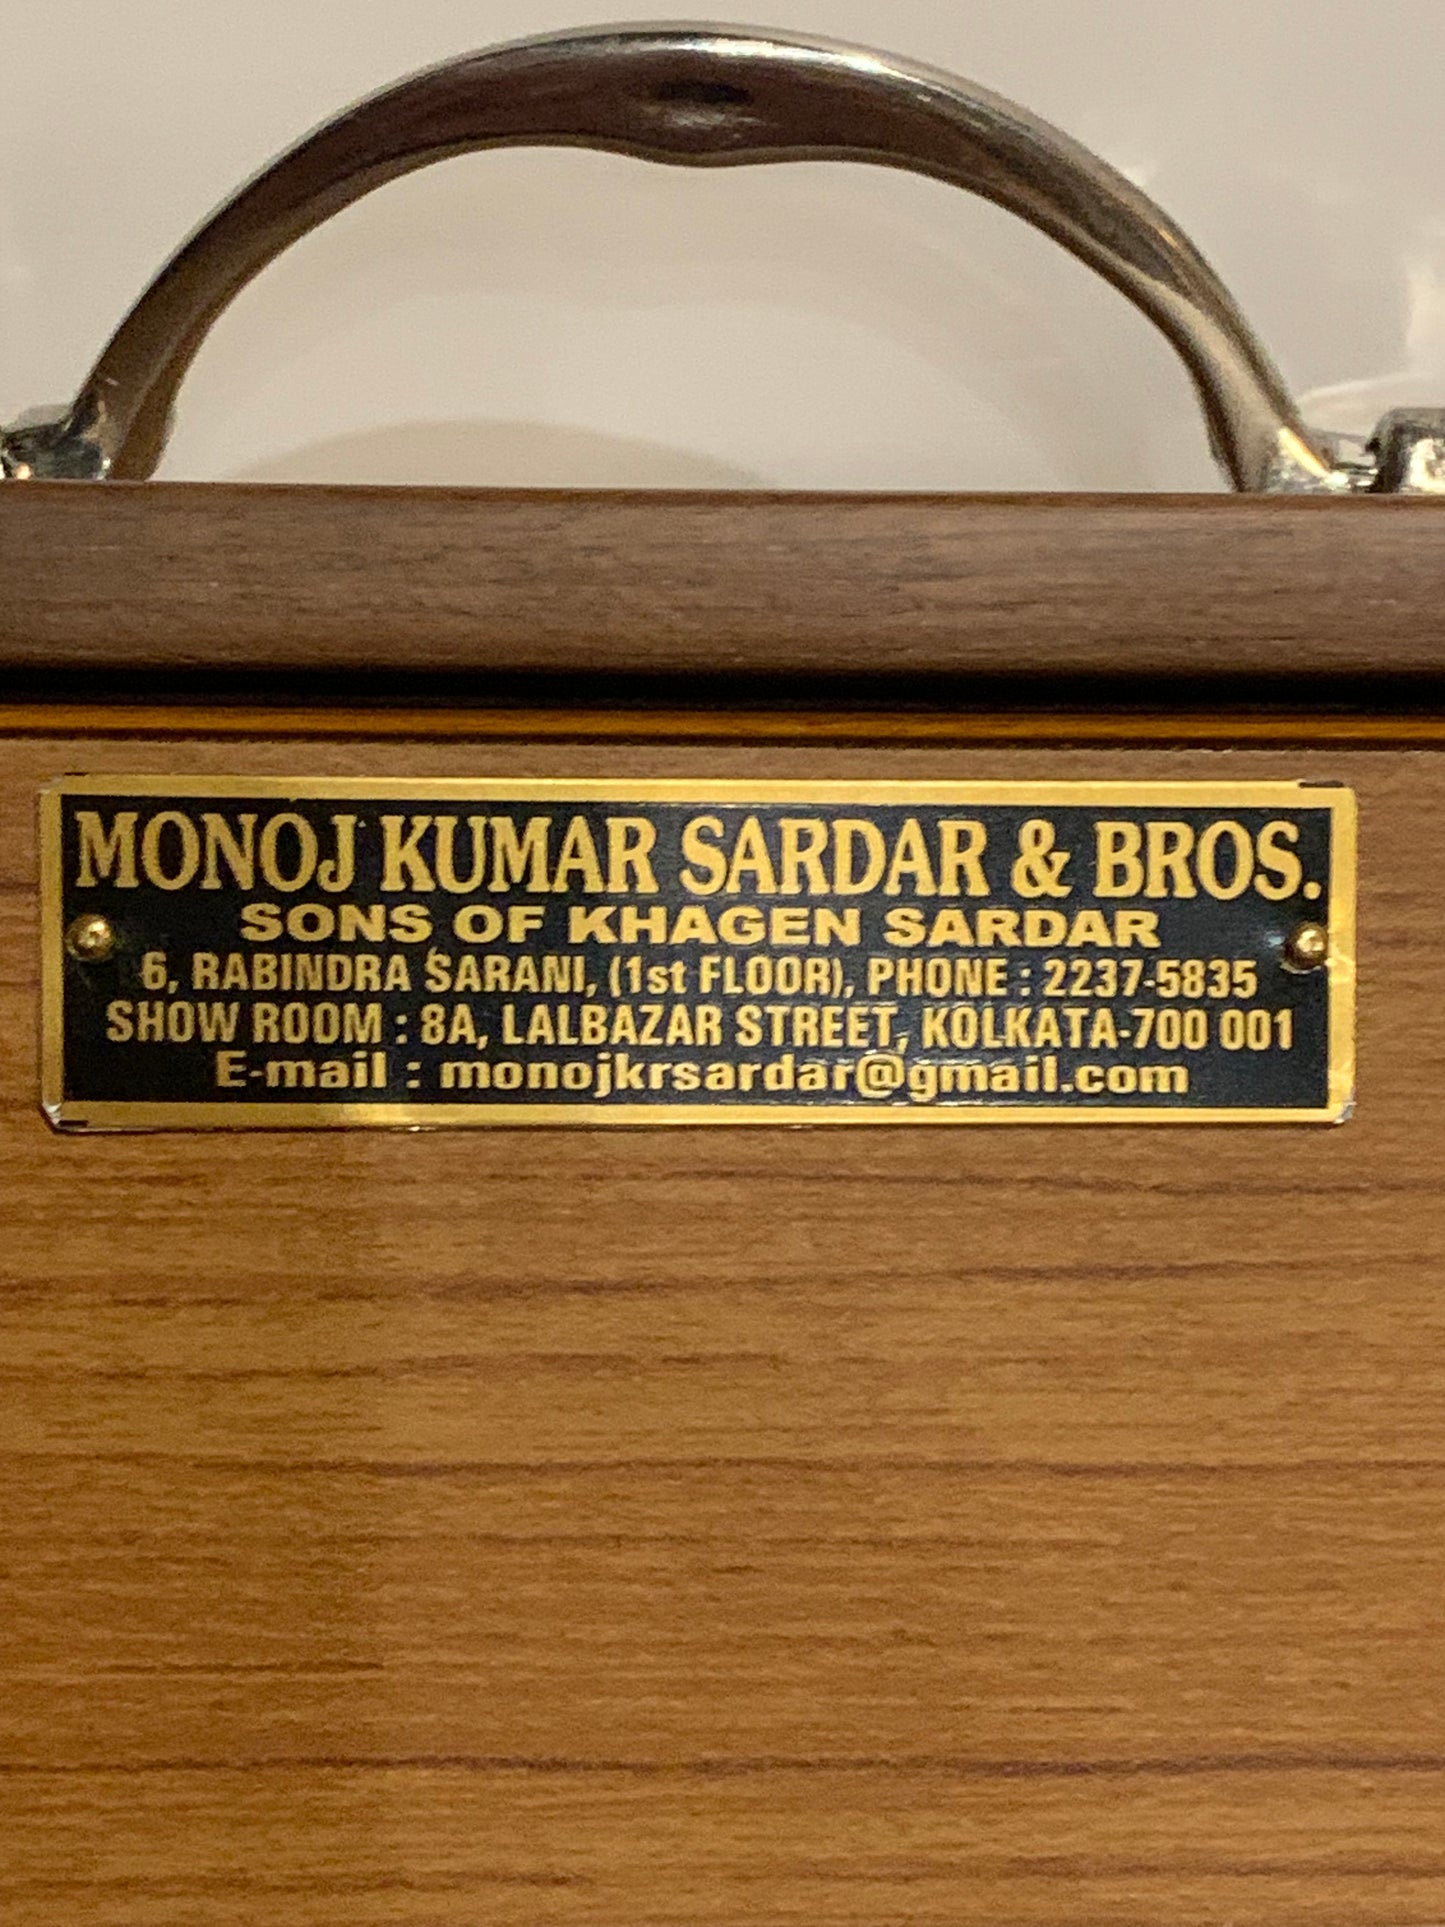 MONOJ KUMAR SARDAR & BROS.
SONS OF KHAGEN SARDAR
6, RABINDRA SARANI, (1st FLOOR), PHONE : 2237-5835
SHOW ROOM : 8A, LALBAZAR STREET, KOLKATA-700 001
E-mail : monojkrsardar@gmail.com